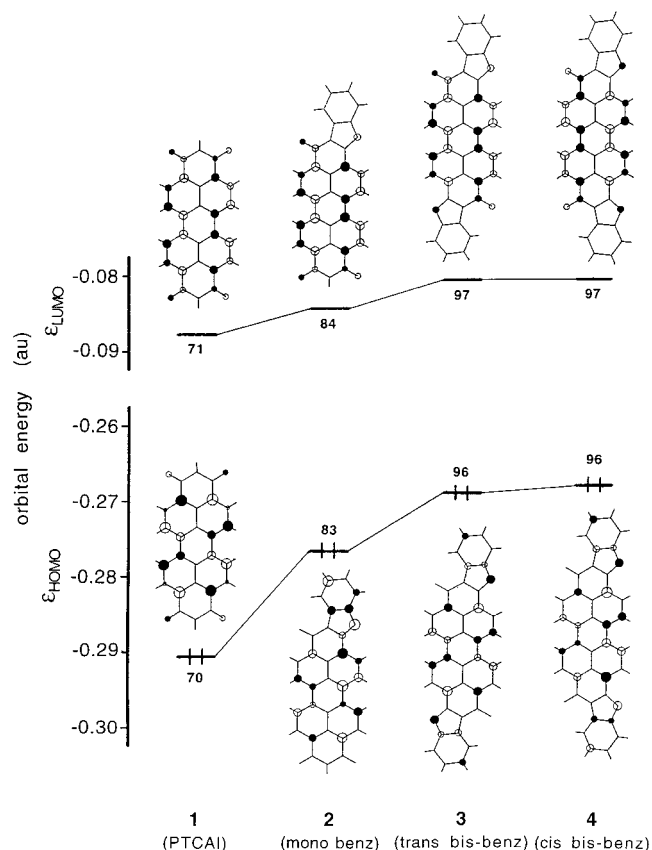 -0.08
71
84
97
97
-0.09
εLUMO
orbital energy (au)
-0.26
96
96
-0.27
83
-0.28
εHOMO
-0.29
70
-0.30
1
2
3
4
(PTCAI)
(mono benz)
(trans bis-benz)
(cis bis-benz)